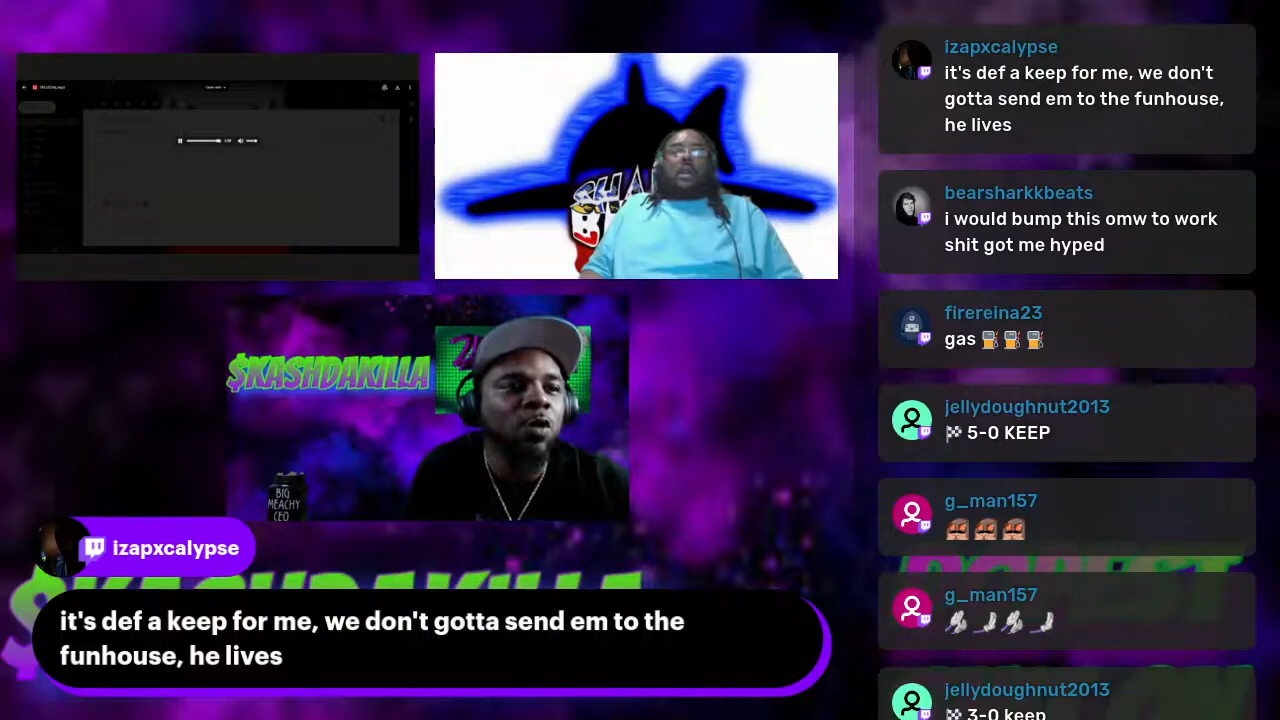 $KASHDAKILLA
BIG
MEACHY
CEO
izapxcalypse
it's def a keep for me, we don't gotta send em to the
funhouse, he lives
$KASHDAKILLA
izapxcalypse
it's def a keep for me, we don't
gotta send em to the funhouse,
he lives
bearsharkkbeats
i would bump this omw to work
shit got me hyped
firereina23
gas ⛽⛽⛽
jellydoughnut2013
🏁 5-0 KEEP
g_man157
g_man157
jellydoughnut2013
🏁 3-0 keep